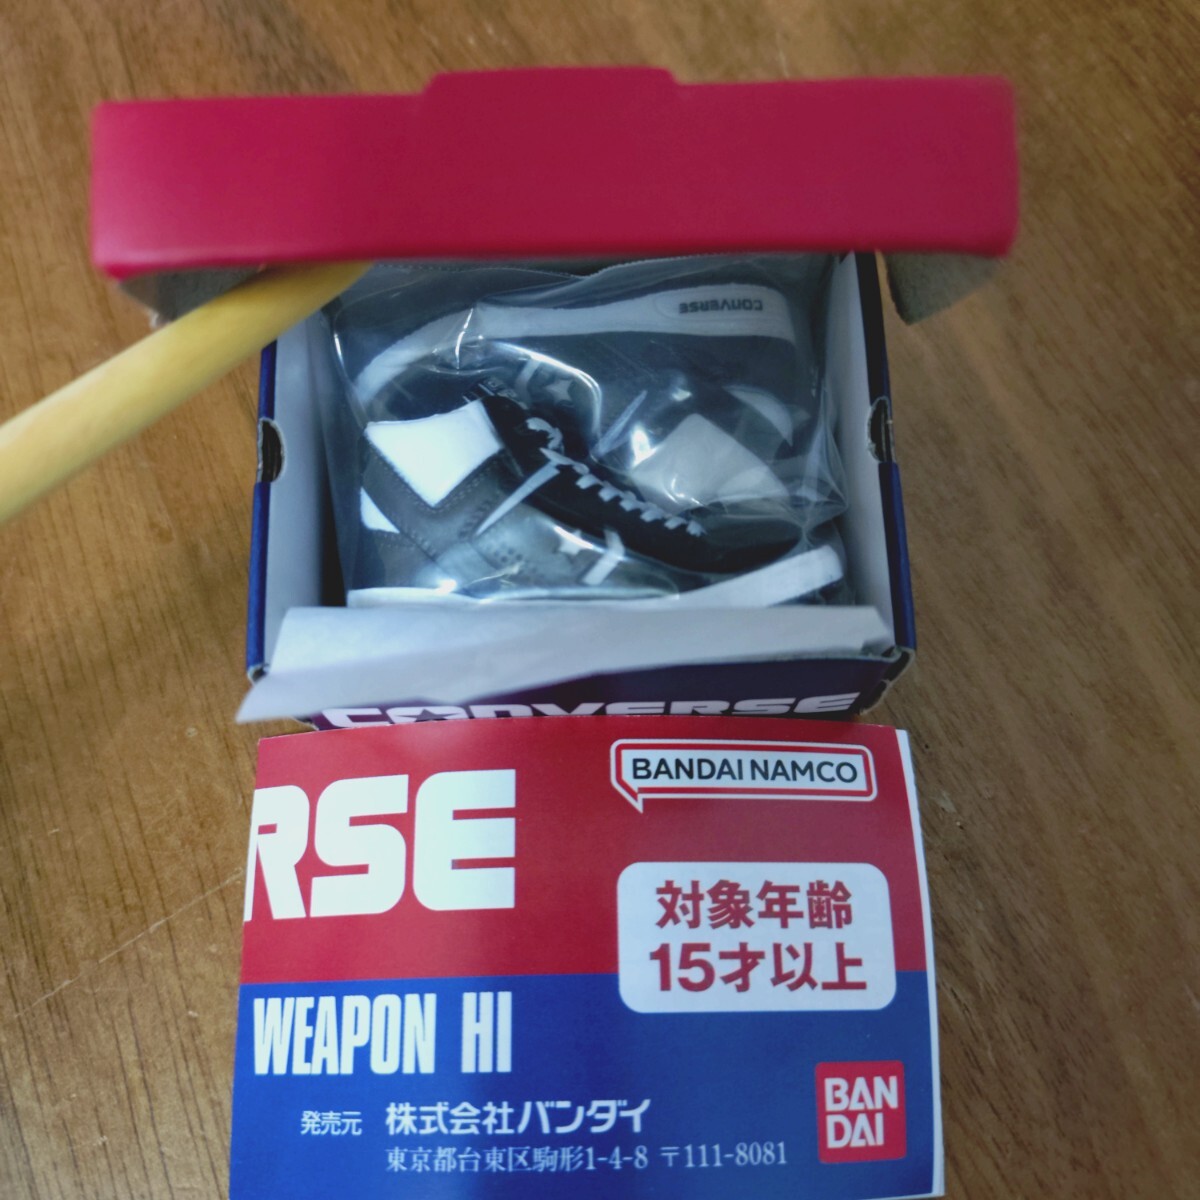 CONVERSE
CONVERSE
RSE
BANDAI NAMCO
対象年齢
15才以上
WEAPON HI
発売元 株式会社バンダイ
東京都台東区駒形1-4-8 〒111-8081
BAN
DAI